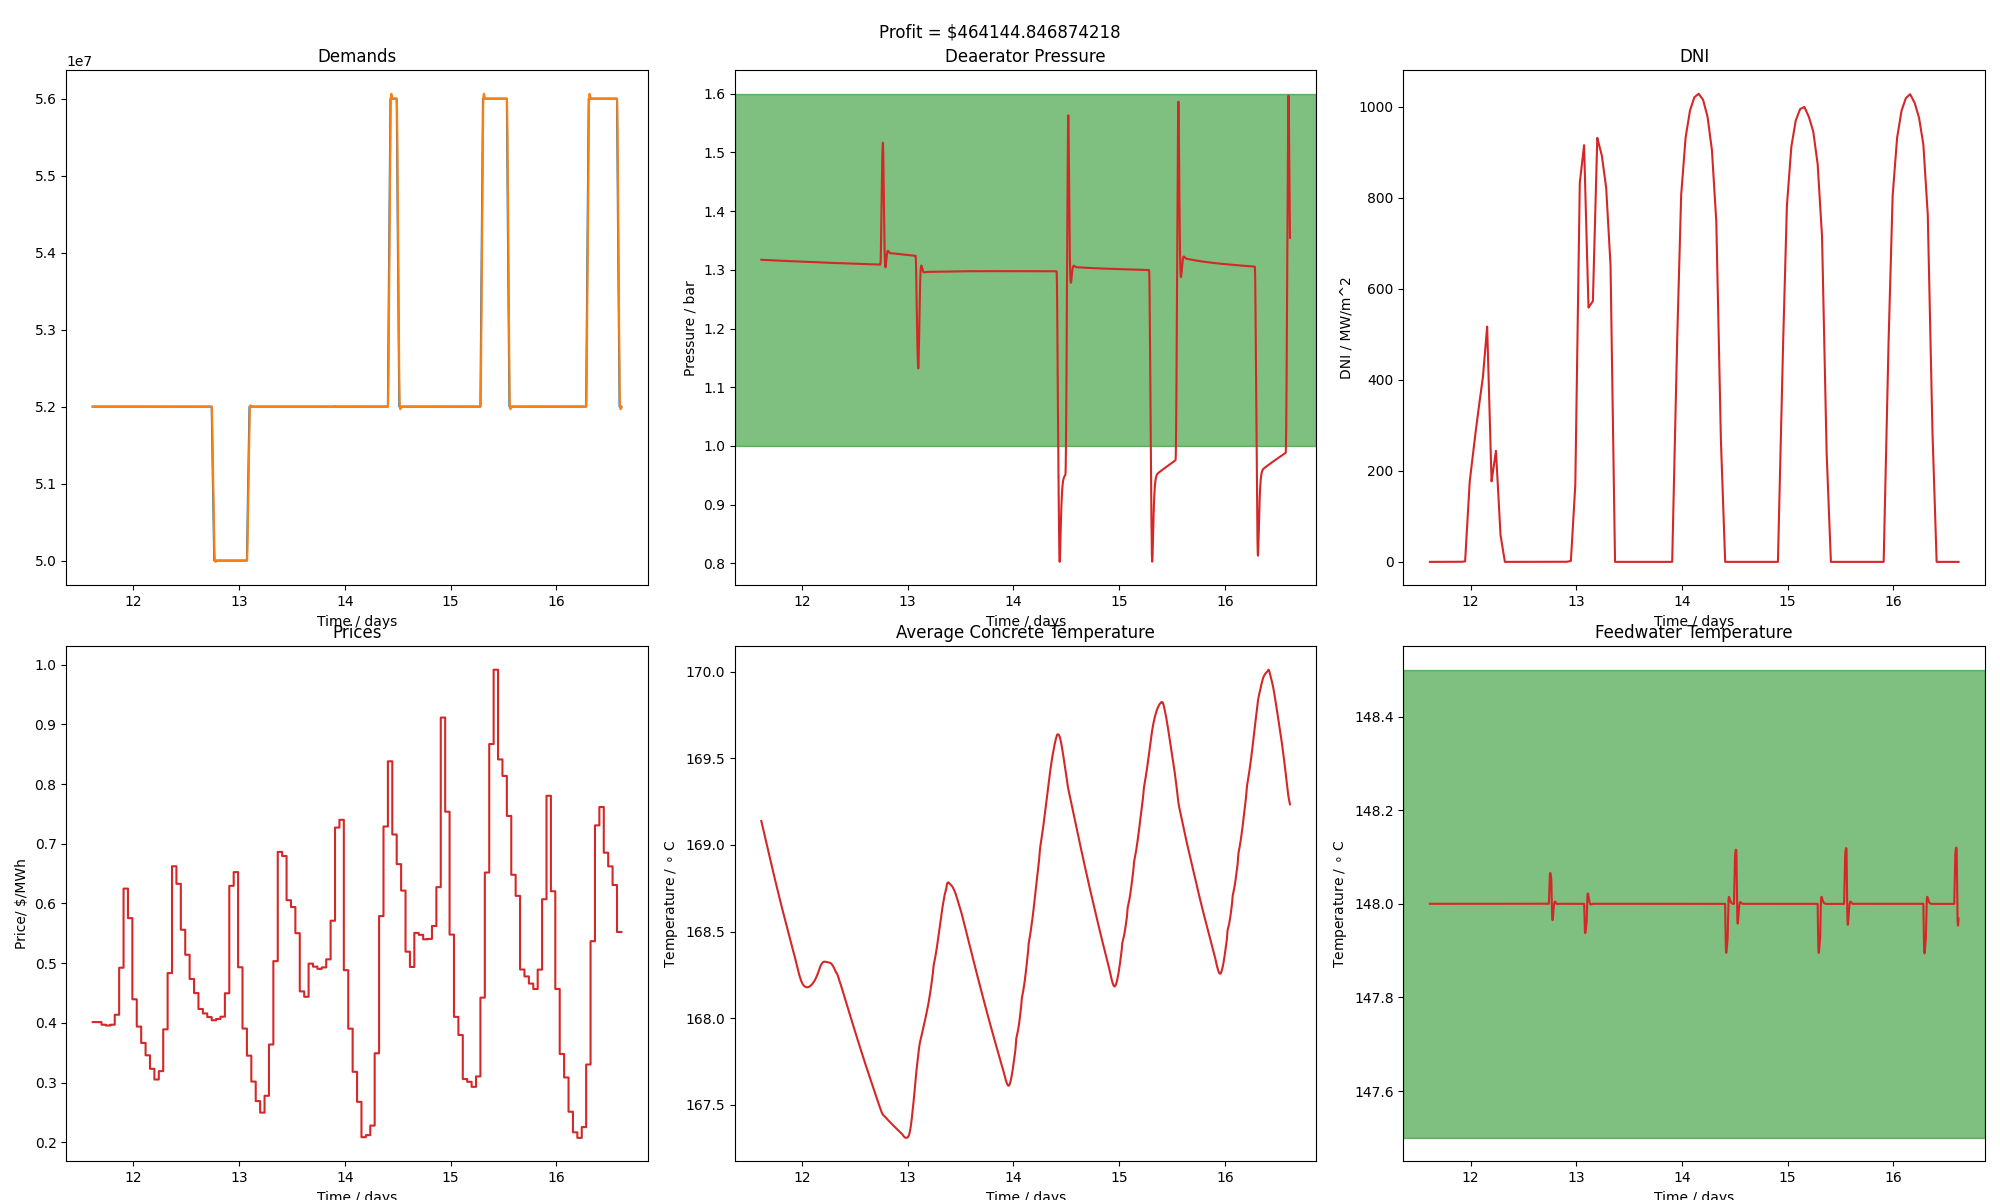 Profit = $464144.846874218
Demands
1e7
5.6
5.5
5.4
5.3
5.2
5.1
5.0
12 13 14 15 16
Time / days
Deaerator Pressure
Pressure / bar
1.6
1.5
1.4
1.3
1.2
1.1
1.0
0.9
0.8
12 13 14 15 16
Time / days
DNI
DNI / MW/m^2
1000
800
600
400
200
0
12 13 14 15 16
Time / days
Prices
Price/ $/MWh
1.0
0.9
0.8
0.7
0.6
0.5
0.4
0.3
0.2
12 13 14 15 16
Time / days
Average Concrete Temperature
Temperature / ∘ C
170.0
169.5
169.0
168.5
168.0
167.5
12 13 14 15 16
Time / days
Feedwater Temperature
Temperature / ∘ C
148.4
148.2
148.0
147.8
147.6
12 13 14 15 16
Time / days